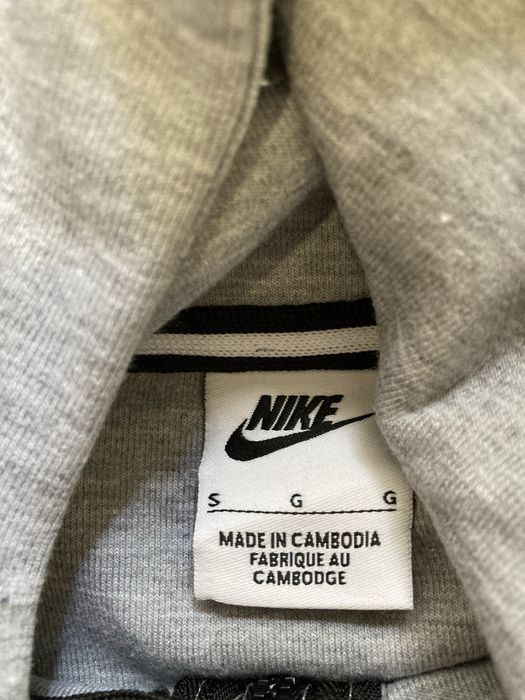 NIKE
S G G
MADE IN CAMBODIA
FABRIQUE AU
CAMBODGE